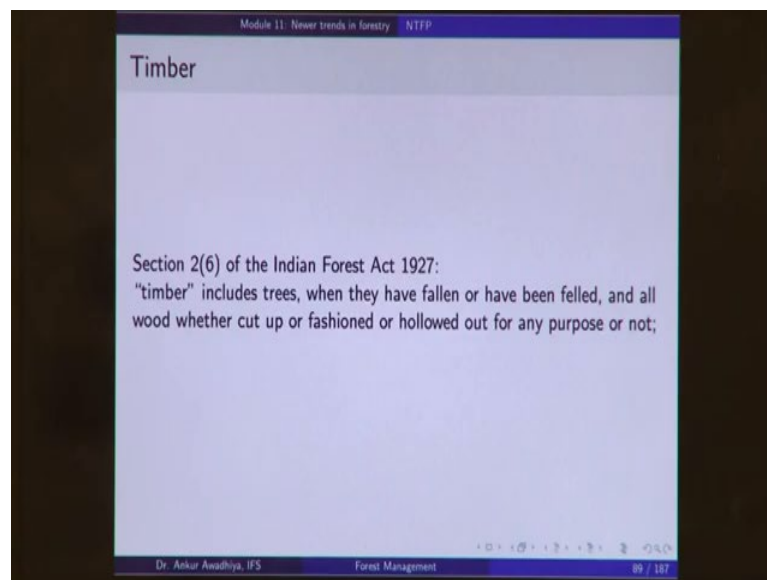 Module 11: Newer trends in forestry NTFP
Timber
Section 2(6) of the Indian Forest Act 1927:
"timber" includes trees, when they have fallen or have been felled, and all
wood whether cut up or fashioned or hollowed out for any purpose or not;
Dr. Ankur Awadhiya, IFS Forest Management 89 / 187